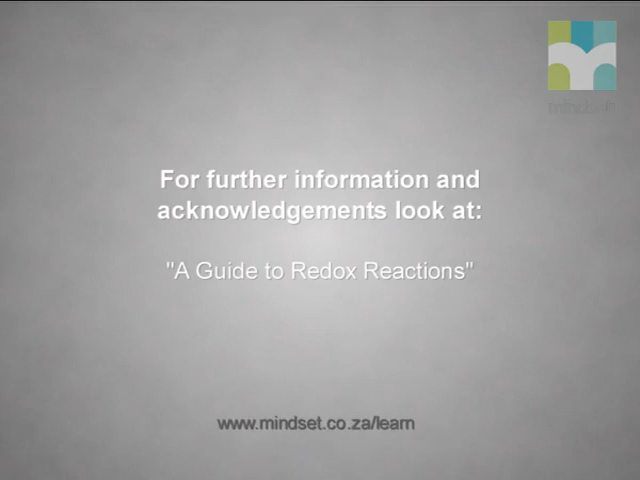 For further information and
acknowledgements look at:
"A Guide to Redox Reactions"
www.mindset.co.za/learn